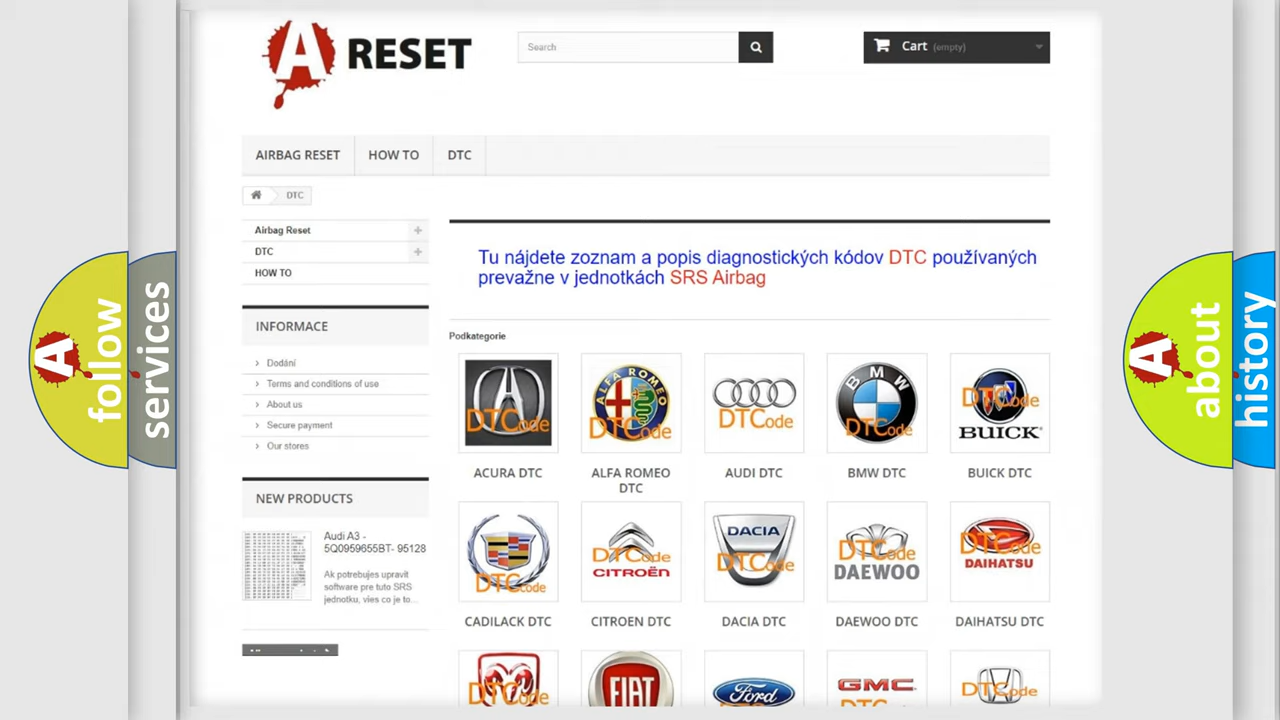 A RESET
Search
Cart (empty)
AIRBAG RESET
HOW TO
DTC
DTC
Airbag Reset
DTC
HOW TO
Tu nájdete zoznam a popis diagnostických kódov DTC používaných
prevažne v jednotkách SRS Airbag
INFORMACE
Dodání
Terms and conditions of use
About us
Secure payment
Our stores
NEW PRODUCTS
Audi A3 -
5Q0959655BT- 95128
Ak potrebujes upravit
software pre tuto SRS
jednotku, vies co je to...
Podkategorie
DTCode
ALFA ROMEO
DTCode
DTCode
BMW
DTCode
DTCode
BUICK
ACURA DTC
ALFA ROMEO
DTC
AUDI DTC
BMW DTC
BUICK DTC
DTCode
DTCode
CITROËN
DACIA
DTCode
DTCode
DAEWOO
DTCode
DAIHATSU
CADILACK DTC
CITROEN DTC
DACIA DTC
DAEWOO DTC
DAIHATSU DTC
DTCode
FIAT
Ford
GMC
DTCode
A follow
services
A about
history